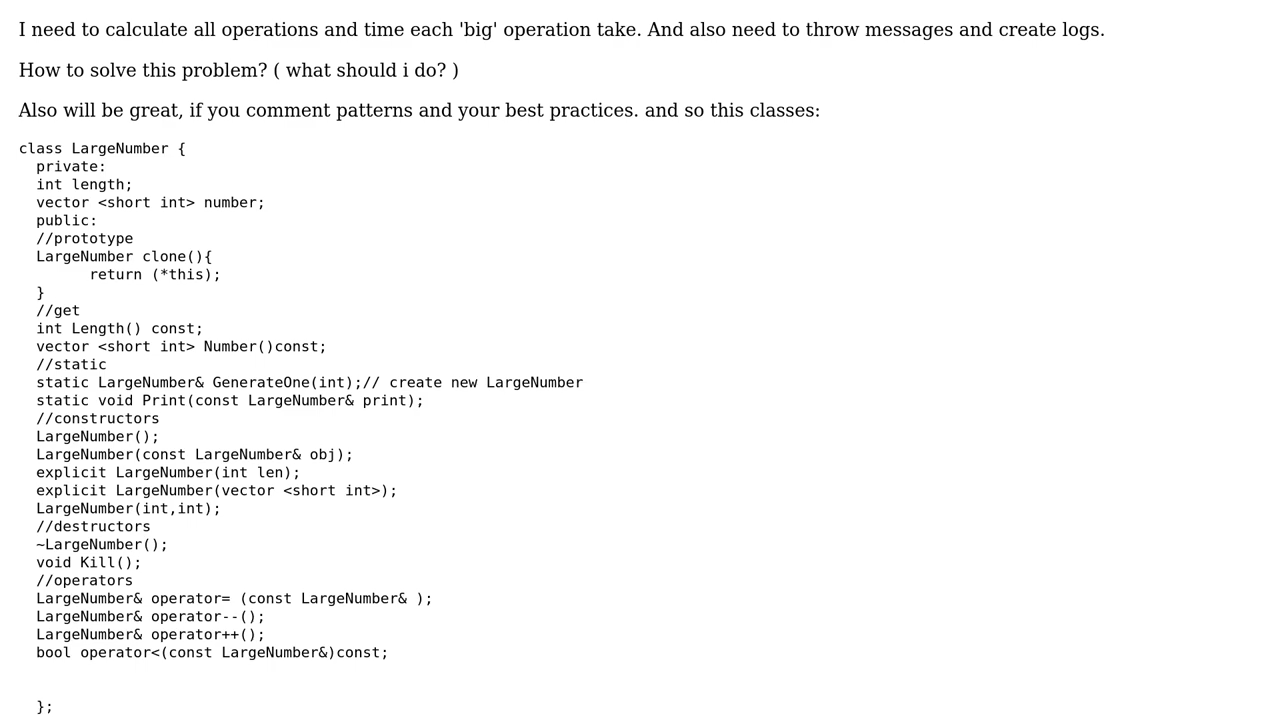 I need to calculate all operations and time each 'big' operation take. And also need to throw messages and create logs.
How to solve this problem? ( what should i do? )
Also will be great, if you comment patterns and your best practices. and so this classes:
class LargeNumber {
  private:
  int length;
  vector <short int> number;
  public:
  //prototype
  LargeNumber clone(){
        return (*this);
  }
  //get
  int Length() const;
  vector <short int> Number()const;
  //static
  static LargeNumber& GenerateOne(int);// create new LargeNumber
  static void Print(const LargeNumber& print);
  //constructors
  LargeNumber();
  LargeNumber(const LargeNumber& obj);
  explicit LargeNumber(int len);
  explicit LargeNumber(vector <short int>);
  LargeNumber(int,int);
  //destructors
  ~LargeNumber();
  void Kill();
  //operators
  LargeNumber& operator= (const LargeNumber& );
  LargeNumber& operator--();
  LargeNumber& operator++();
  bool operator<(const LargeNumber&)const;
  };